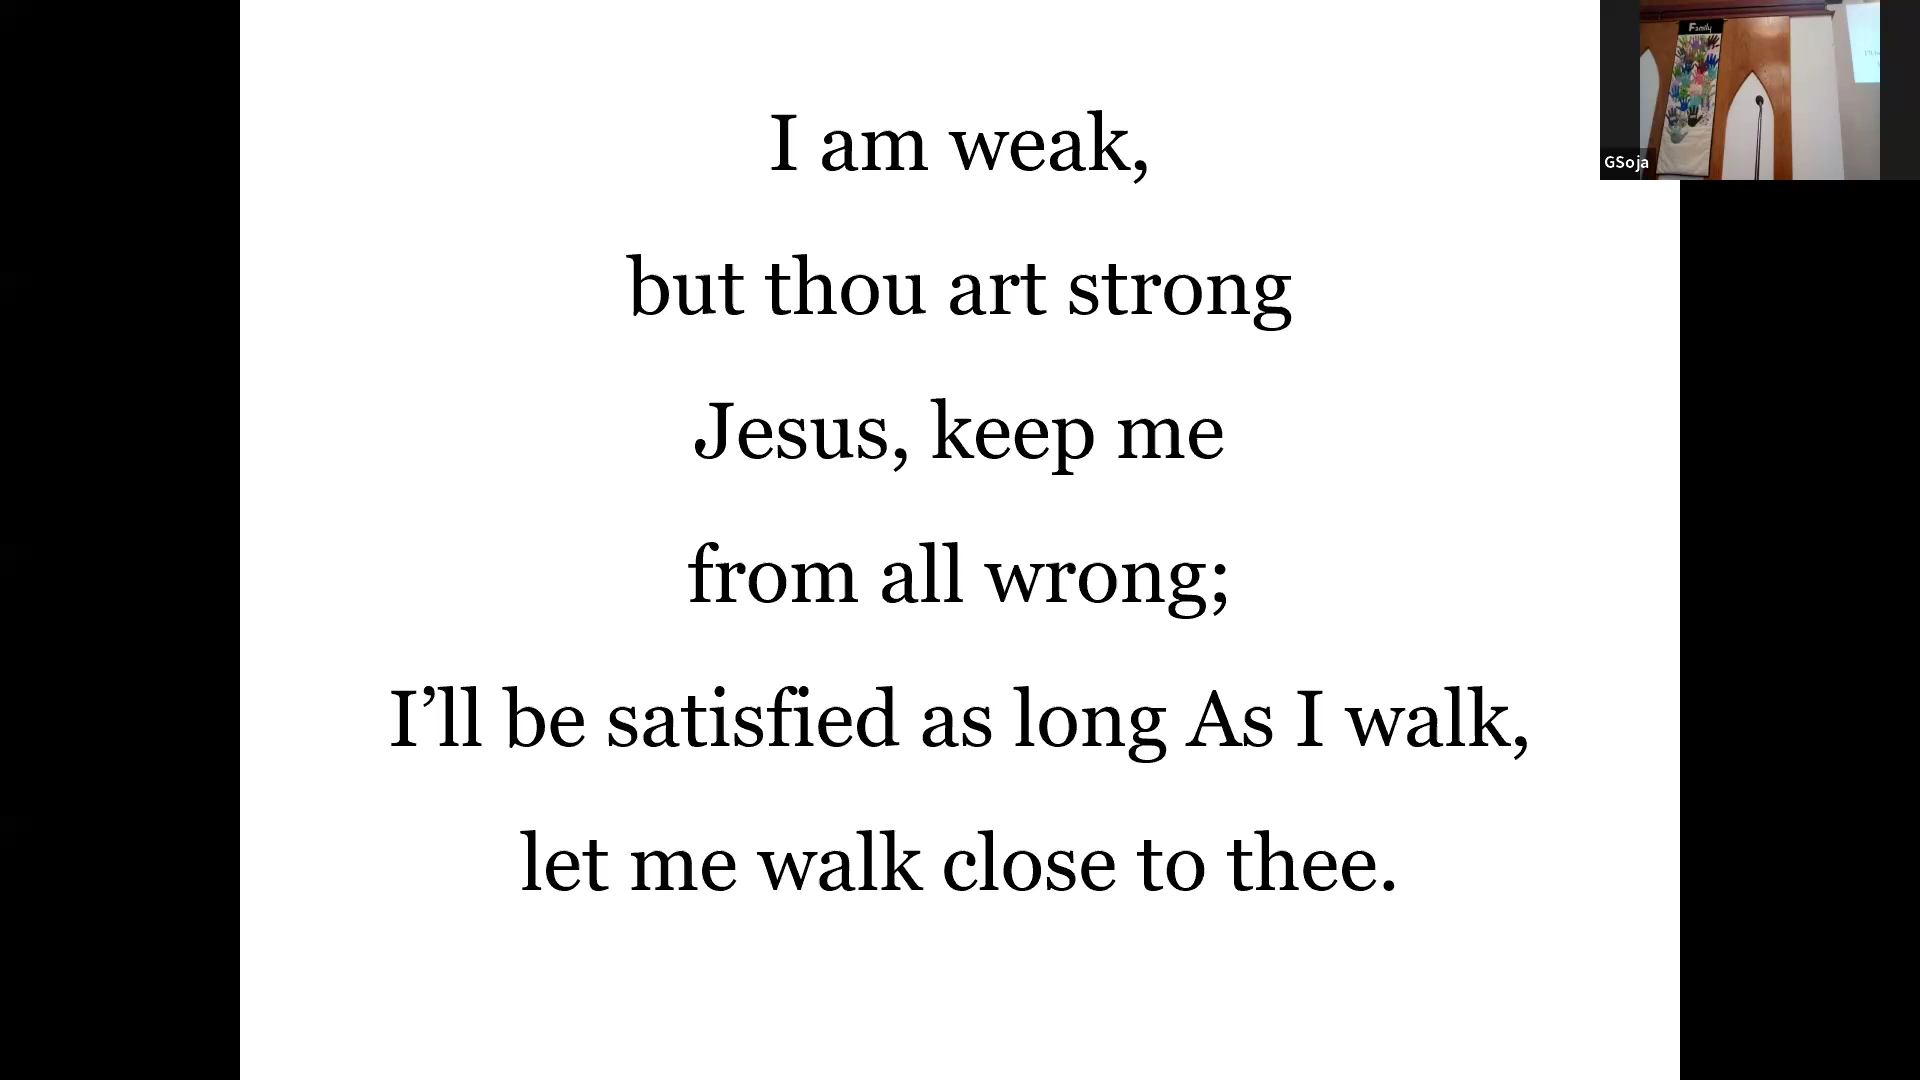 I am weak,
but thou art strong
Jesus, keep me
from all wrong;
I’ll be satisfied as long As I walk,
let me walk close to thee.
Family
GSoja